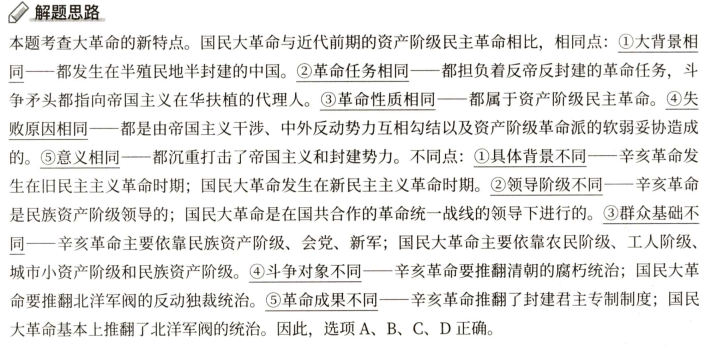 解题思路
本题考查大革命的新特点。国民大革命与近代前期的资产阶级民主革命相比，相同点：①大背景相
同——都发生在半殖民地半封建的中国。②革命任务相同——都担负着反帝反封建的革命任务，斗
争矛头都指向帝国主义在华扶植的代理人。③革命性质相同——都属于资产阶级民主革命。④失
败原因相同——都是由帝国主义干涉、中外反动势力互相勾结以及资产阶级革命派的软弱妥协造成
的。⑤意义相同——都沉重打击了帝国主义和封建势力。不同点：①具体背景不同——辛亥革命发
生在旧民主主义革命时期；国民大革命发生在新民主主义革命时期。②领导阶级不同——辛亥革命
是民族资产阶级领导的；国民大革命是在国共合作的革命统一战线的领导下进行的。③群众基础不
同——辛亥革命主要依靠民族资产阶级、会党、新军；国民大革命主要依靠农民阶级、工人阶级、
城市小资产阶级和民族资产阶级。④斗争对象不同——辛亥革命要推翻清朝的腐朽统治；国民大革
命要推翻北洋军阀的反动独裁统治。⑤革命成果不同——辛亥革命推翻了封建君主专制制度；国民
大革命基本上推翻了北洋军阀的统治。因此，选项 A、B、C、D 正确。